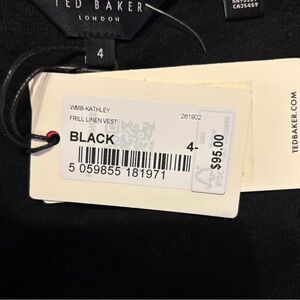 TED BAKER
LONDON
4
CA25459
WMB-KATHLEY
261902
FRILL LINEN VEST
BLACK
4-
$95.00
5 059855 181971
TEDBAKER.COM